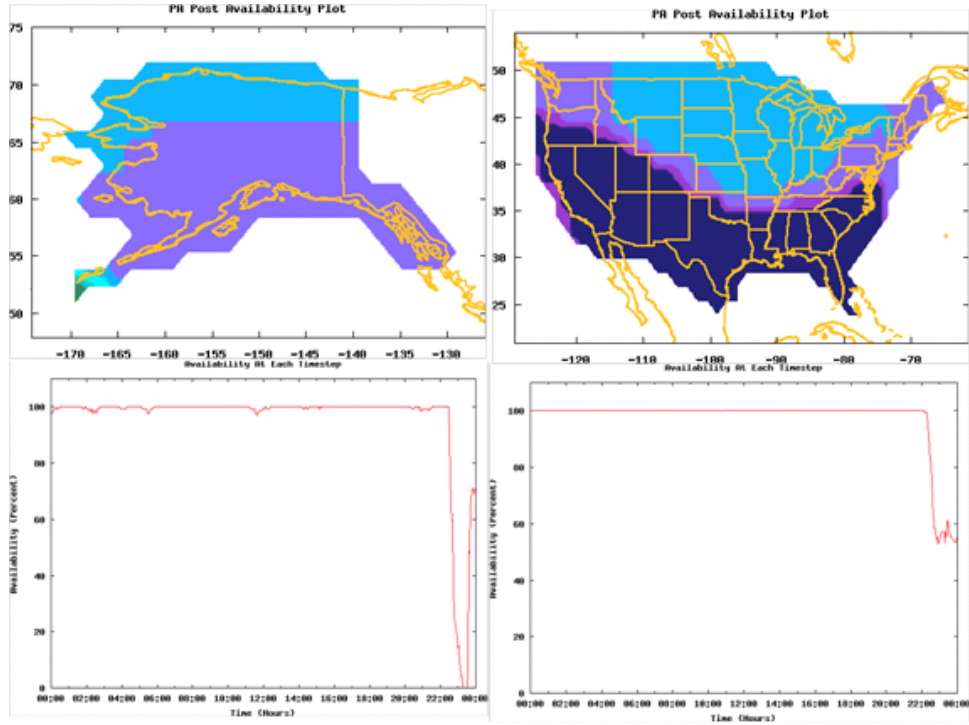 PA Post Availability Plot
75
70
65
60
55
50
-170 -165 -160 -155 -150 -145 -140 -135 -130
Availability At Each Timestep
PA Post Availability Plot
50
45
40
35
30
25
-120 -110 -100 -90 -80 -70
Availability At Each Timestep
Availability (Percent)
100
80
60
40
20
0
00:00 02:00 04:00 06:00 08:00 10:00 12:00 14:00 16:00 18:00 20:00 22:00 00:00
Time (Hours)
Availability (Percent)
100
80
60
40
20
0
00:00 02:00 04:00 06:00 08:00 10:00 12:00 14:00 16:00 18:00 20:00 22:00 24:00
Time (Hours)